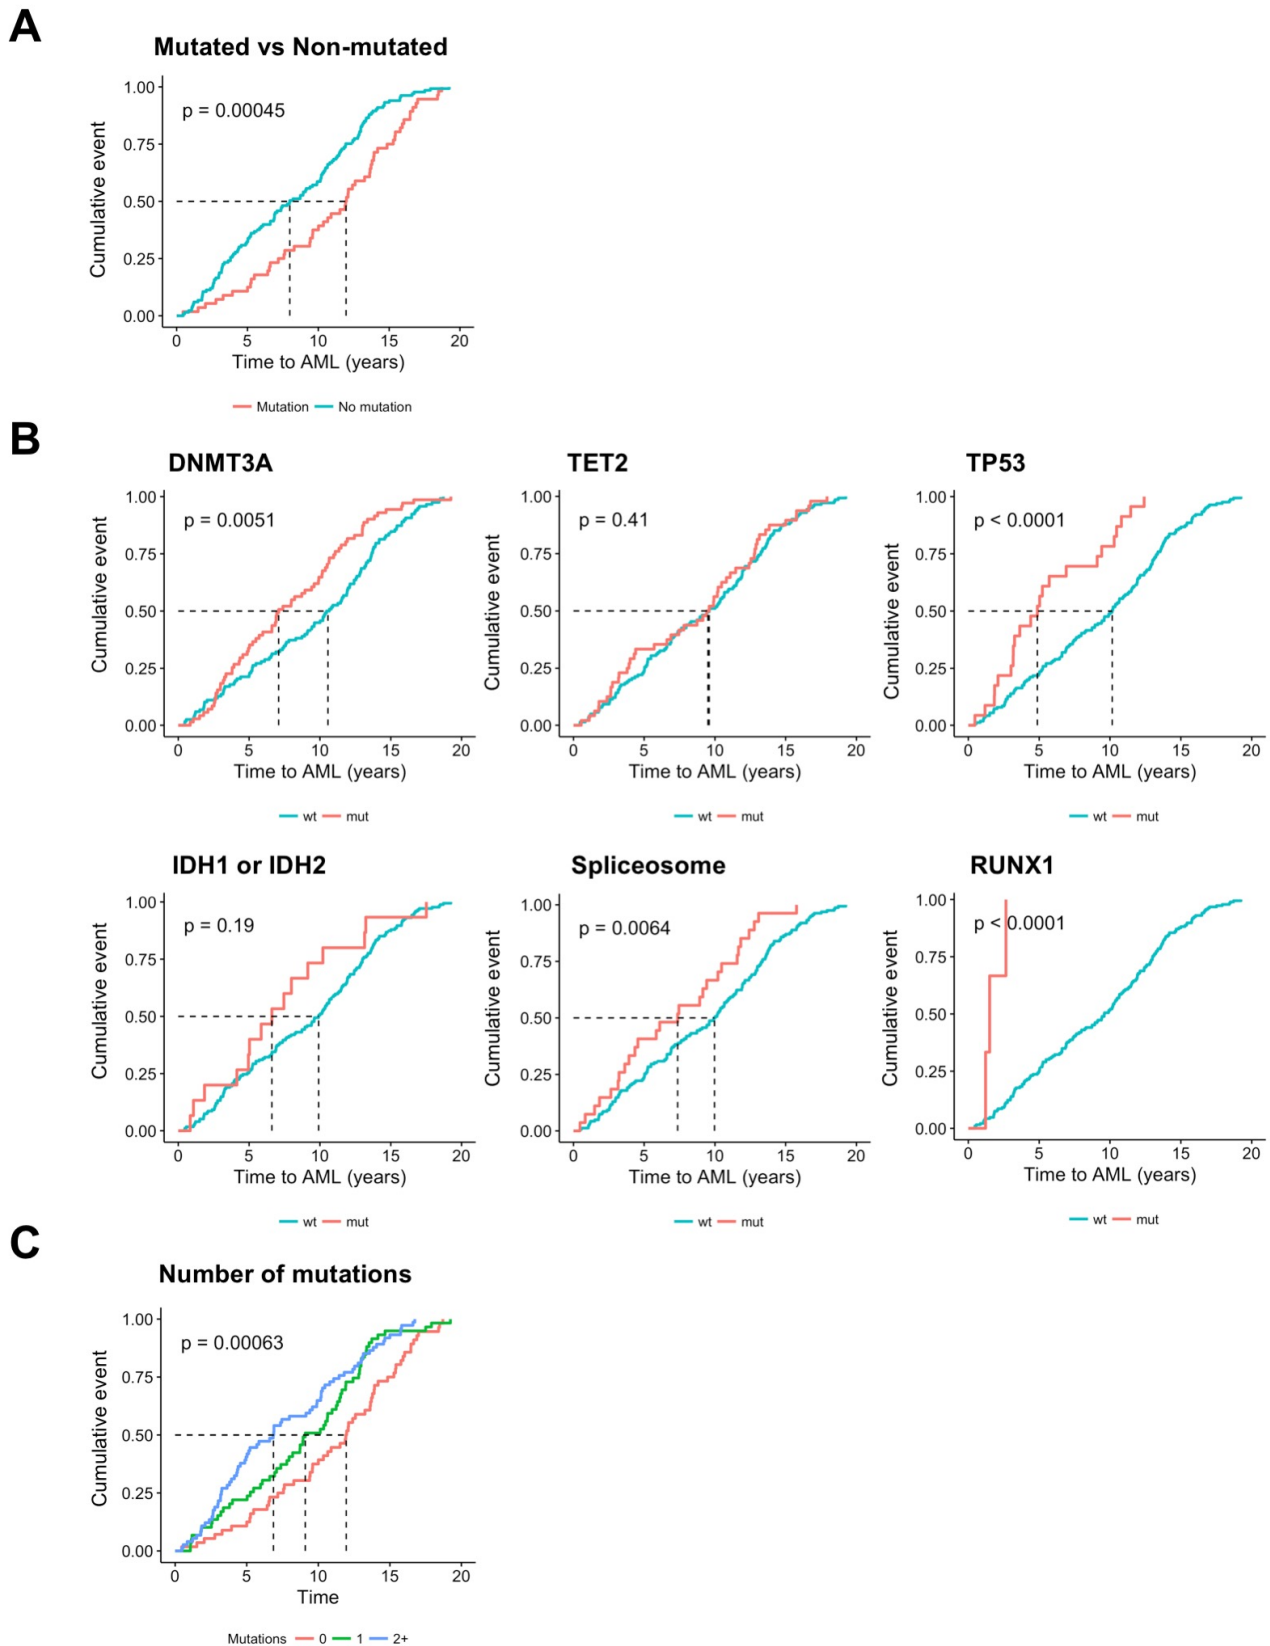 A
Mutated vs Non-mutated
1.00
0.75
0.50
0.25
0.00
Cumulative event
p = 0.00045
0 5 10 15 20
Time to AML (years)
Mutation No mutation
B
DNMT3A
1.00
0.75
0.50
0.25
0.00
Cumulative event
p = 0.0051
0 5 10 15 20
Time to AML (years)
wt mut
TET2
1.00
0.75
0.50
0.25
0.00
Cumulative event
p = 0.41
0 5 10 15 20
Time to AML (years)
wt mut
TP53
1.00
0.75
0.50
0.25
0.00
Cumulative event
p < 0.0001
0 5 10 15 20
Time to AML (years)
wt mut
IDH1 or IDH2
1.00
0.75
0.50
0.25
0.00
Cumulative event
p = 0.19
0 5 10 15 20
Time to AML (years)
wt mut
Spliceosome
1.00
0.75
0.50
0.25
0.00
Cumulative event
p = 0.0064
0 5 10 15 20
Time to AML (years)
wt mut
RUNX1
1.00
0.75
0.50
0.25
0.00
Cumulative event
p < 0.0001
0 5 10 15 20
Time to AML (years)
wt mut
C
Number of mutations
1.00
0.75
0.50
0.25
0.00
Cumulative event
p = 0.00063
0 5 10 15 20
Time
Mutations 0 1 2+